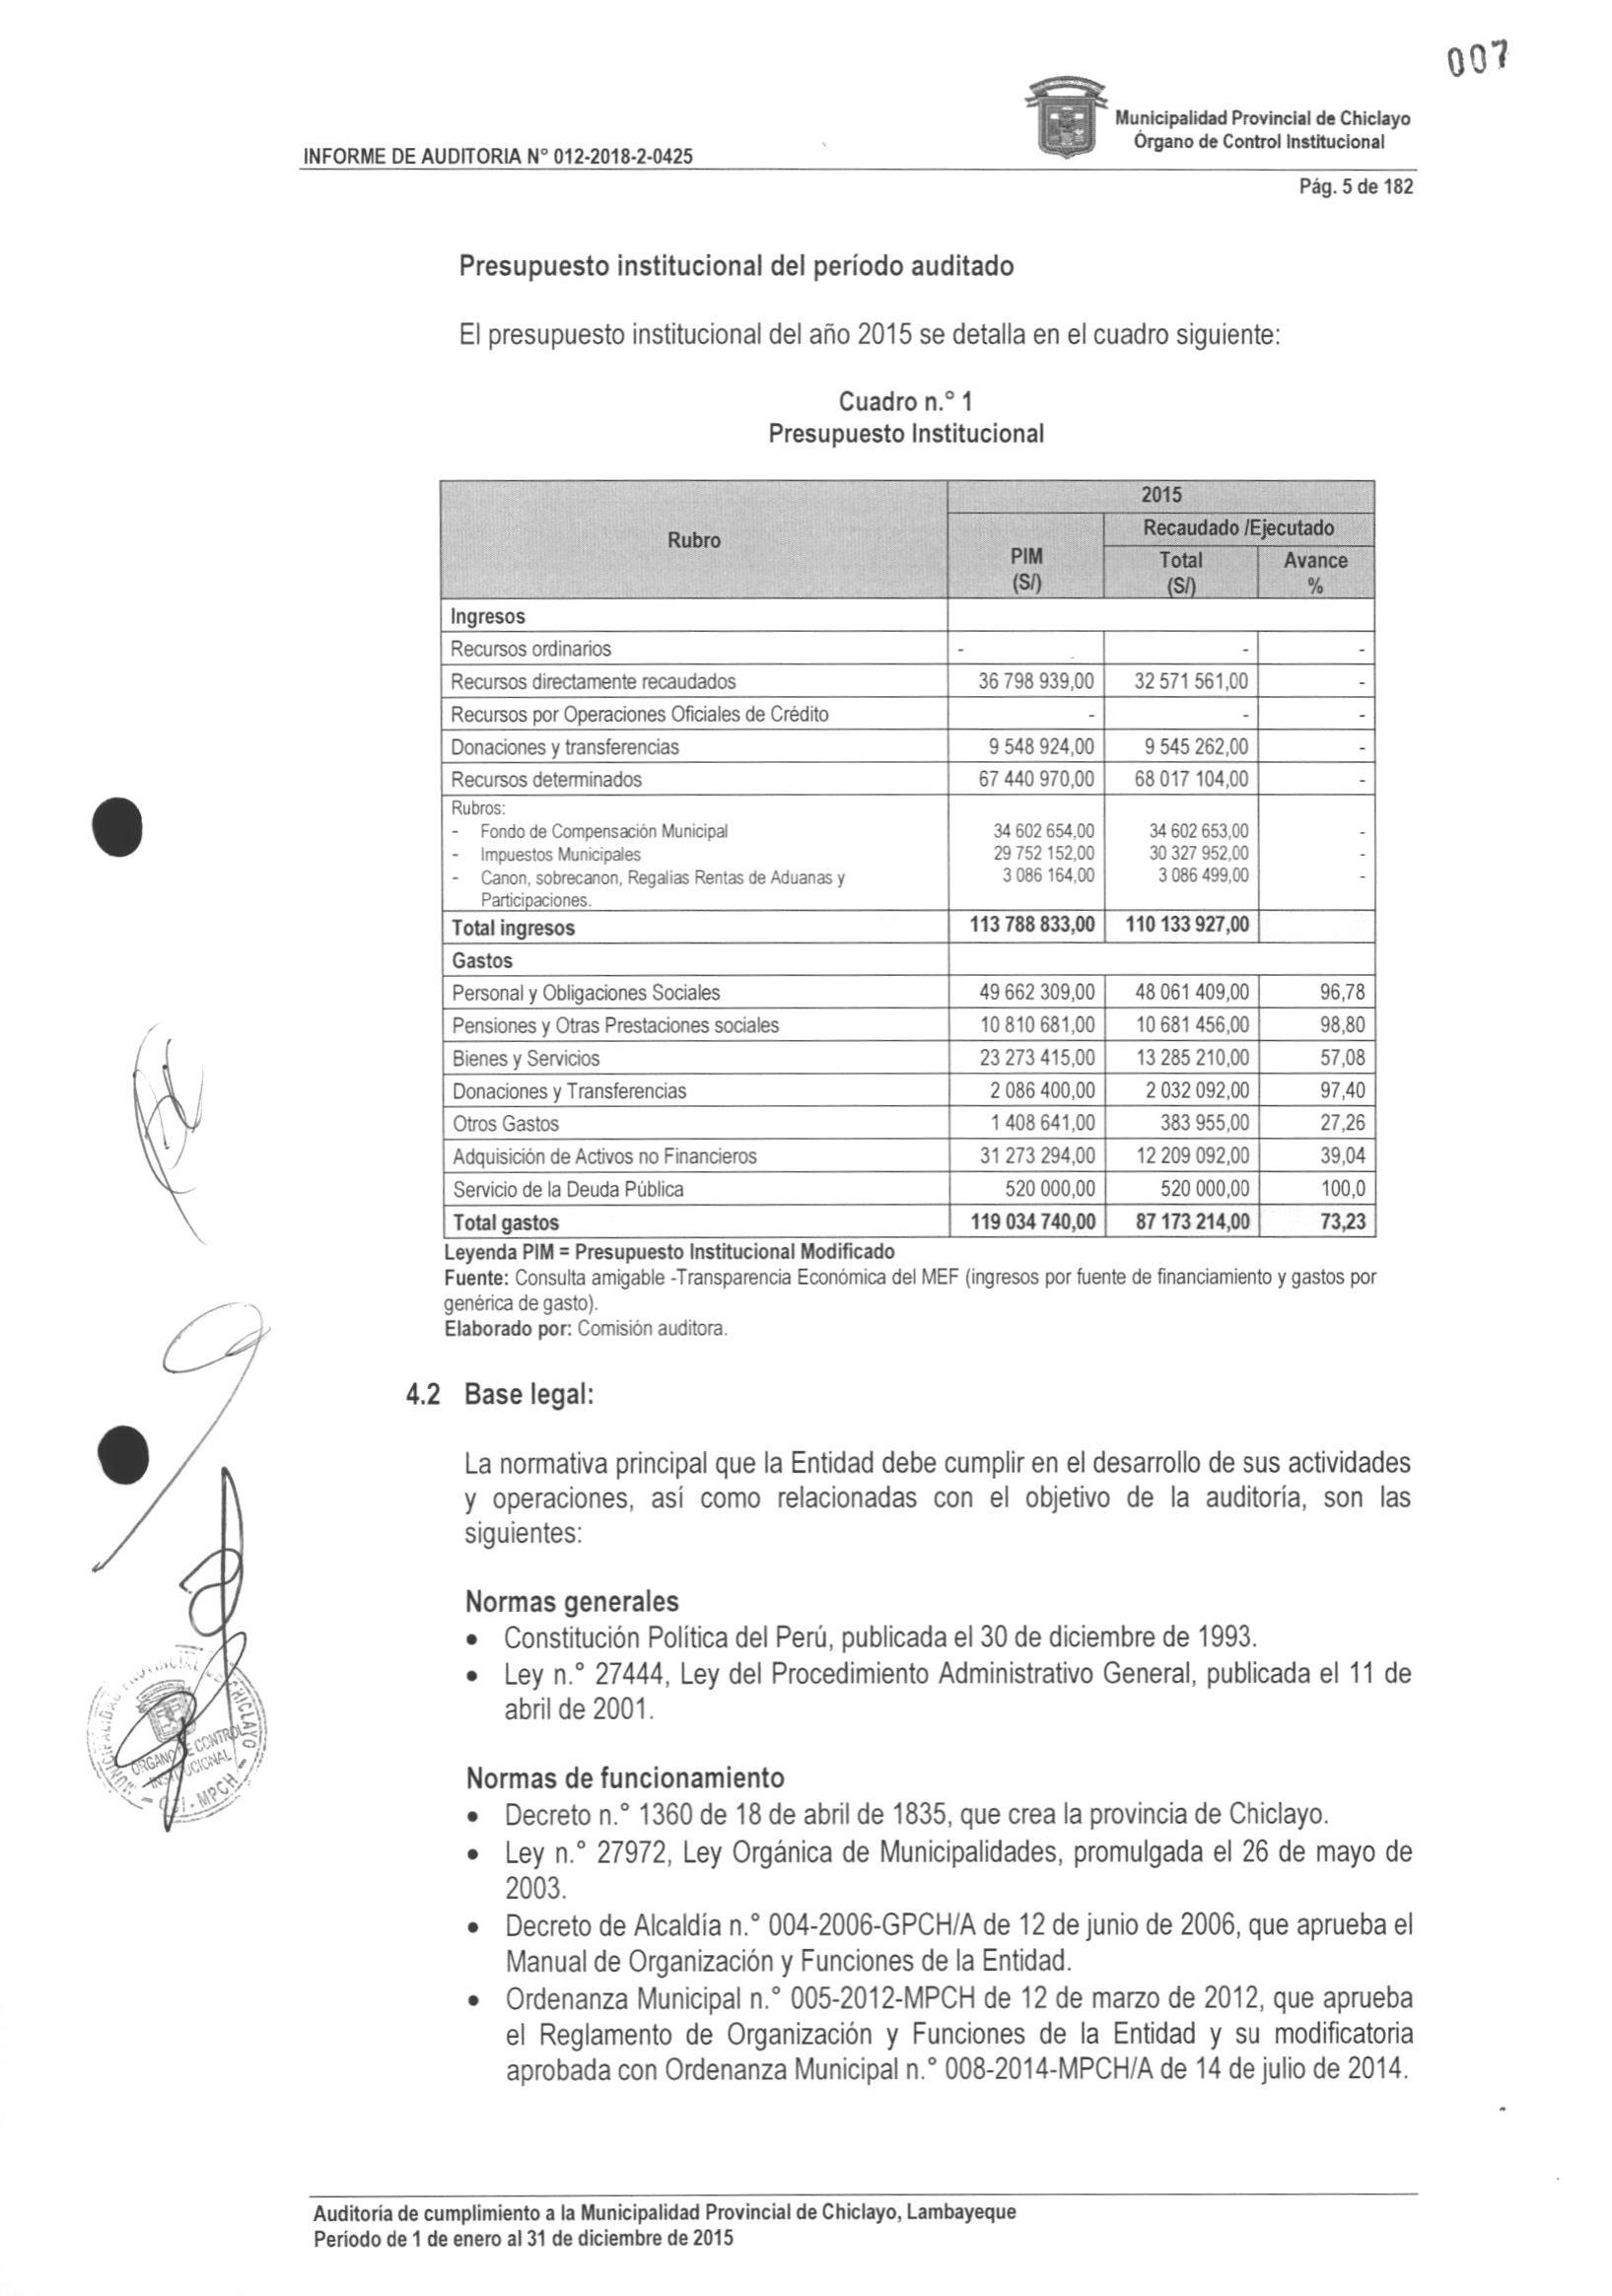 007
Municipalidad Provincial de Chiclayo
Órgano de Control Institucional
INFORME DE AUDITORIA N° 012-2018-2-0425
Pág. 5 de 182
Presupuesto institucional del período auditado
El presupuesto institucional del año 2015 se detalla en el cuadro siguiente:
Cuadro n.° 1
Presupuesto Institucional
Rubro
2015
PIM
(S/)
Recaudado /Ejecutado
Total
(S/)
Avance
%
Ingresos
Recursos ordinarios - - -
Recursos directamente recaudados 36 798 939,00 32 571 561,00 -
Recursos por Operaciones Oficiales de Crédito - - -
Donaciones y transferencias 9 548 924,00 9 545 262,00 -
Recursos determinados 67 440 970,00 68 017 104,00 -
Rubros:
- Fondo de Compensación Municipal 34 602 654,00 34 602 653,00 -
- Impuestos Municipales 29 752 152,00 30 327 952,00 -
- Canon, sobrecanon, Regalias Rentas de Aduanas y 3 086 164,00 3 086 499,00 -
Participaciones.
Total ingresos 113 788 833,00 110 133 927,00
Gastos
Personal y Obligaciones Sociales 49 662 309,00 48 061 409,00 96,78
Pensiones y Otras Prestaciones sociales 10 810 681,00 10 681 456,00 98,80
Bienes y Servicios 23 273 415,00 13 285 210,00 57,08
Donaciones y Transferencias 2 086 400,00 2 032 092,00 97,40
Otros Gastos 1 408 641,00 383 955,00 27,26
Adquisición de Activos no Financieros 31 273 294,00 12 209 092,00 39,04
Servicio de la Deuda Pública 520 000,00 520 000,00 100,0
Total gastos 119 034 740,00 87 173 214,00 73,23
Leyenda PIM = Presupuesto Institucional Modificado
Fuente: Consulta amigable -Transparencia Económica del MEF (ingresos por fuente de financiamiento y gastos por
genérica de gasto).
Elaborado por: Comisión auditora.
4.2 Base legal:
La normativa principal que la Entidad debe cumplir en el desarrollo de sus actividades
y operaciones, así como relacionadas con el objetivo de la auditoría, son las
siguientes:
Normas generales
• Constitución Política del Perú, publicada el 30 de diciembre de 1993.
• Ley n.° 27444, Ley del Procedimiento Administrativo General, publicada el 11 de
abril de 2001.
Normas de funcionamiento
• Decreto n.° 1360 de 18 de abril de 1835, que crea la provincia de Chiclayo.
• Ley n.° 27972, Ley Orgánica de Municipalidades, promulgada el 26 de mayo de
2003.
• Decreto de Alcaldía n.° 004-2006-GPCH/A de 12 de junio de 2006, que aprueba el
Manual de Organización y Funciones de la Entidad.
• Ordenanza Municipal n.° 005-2012-MPCH de 12 de marzo de 2012, que aprueba
el Reglamento de Organización y Funciones de la Entidad y su modificatoria
aprobada con Ordenanza Municipal n.° 008-2014-MPCH/A de 14 de julio de 2014.
Auditoría de cumplimiento a la Municipalidad Provincial de Chiclayo, Lambayeque
Período de 1 de enero al 31 de diciembre de 2015